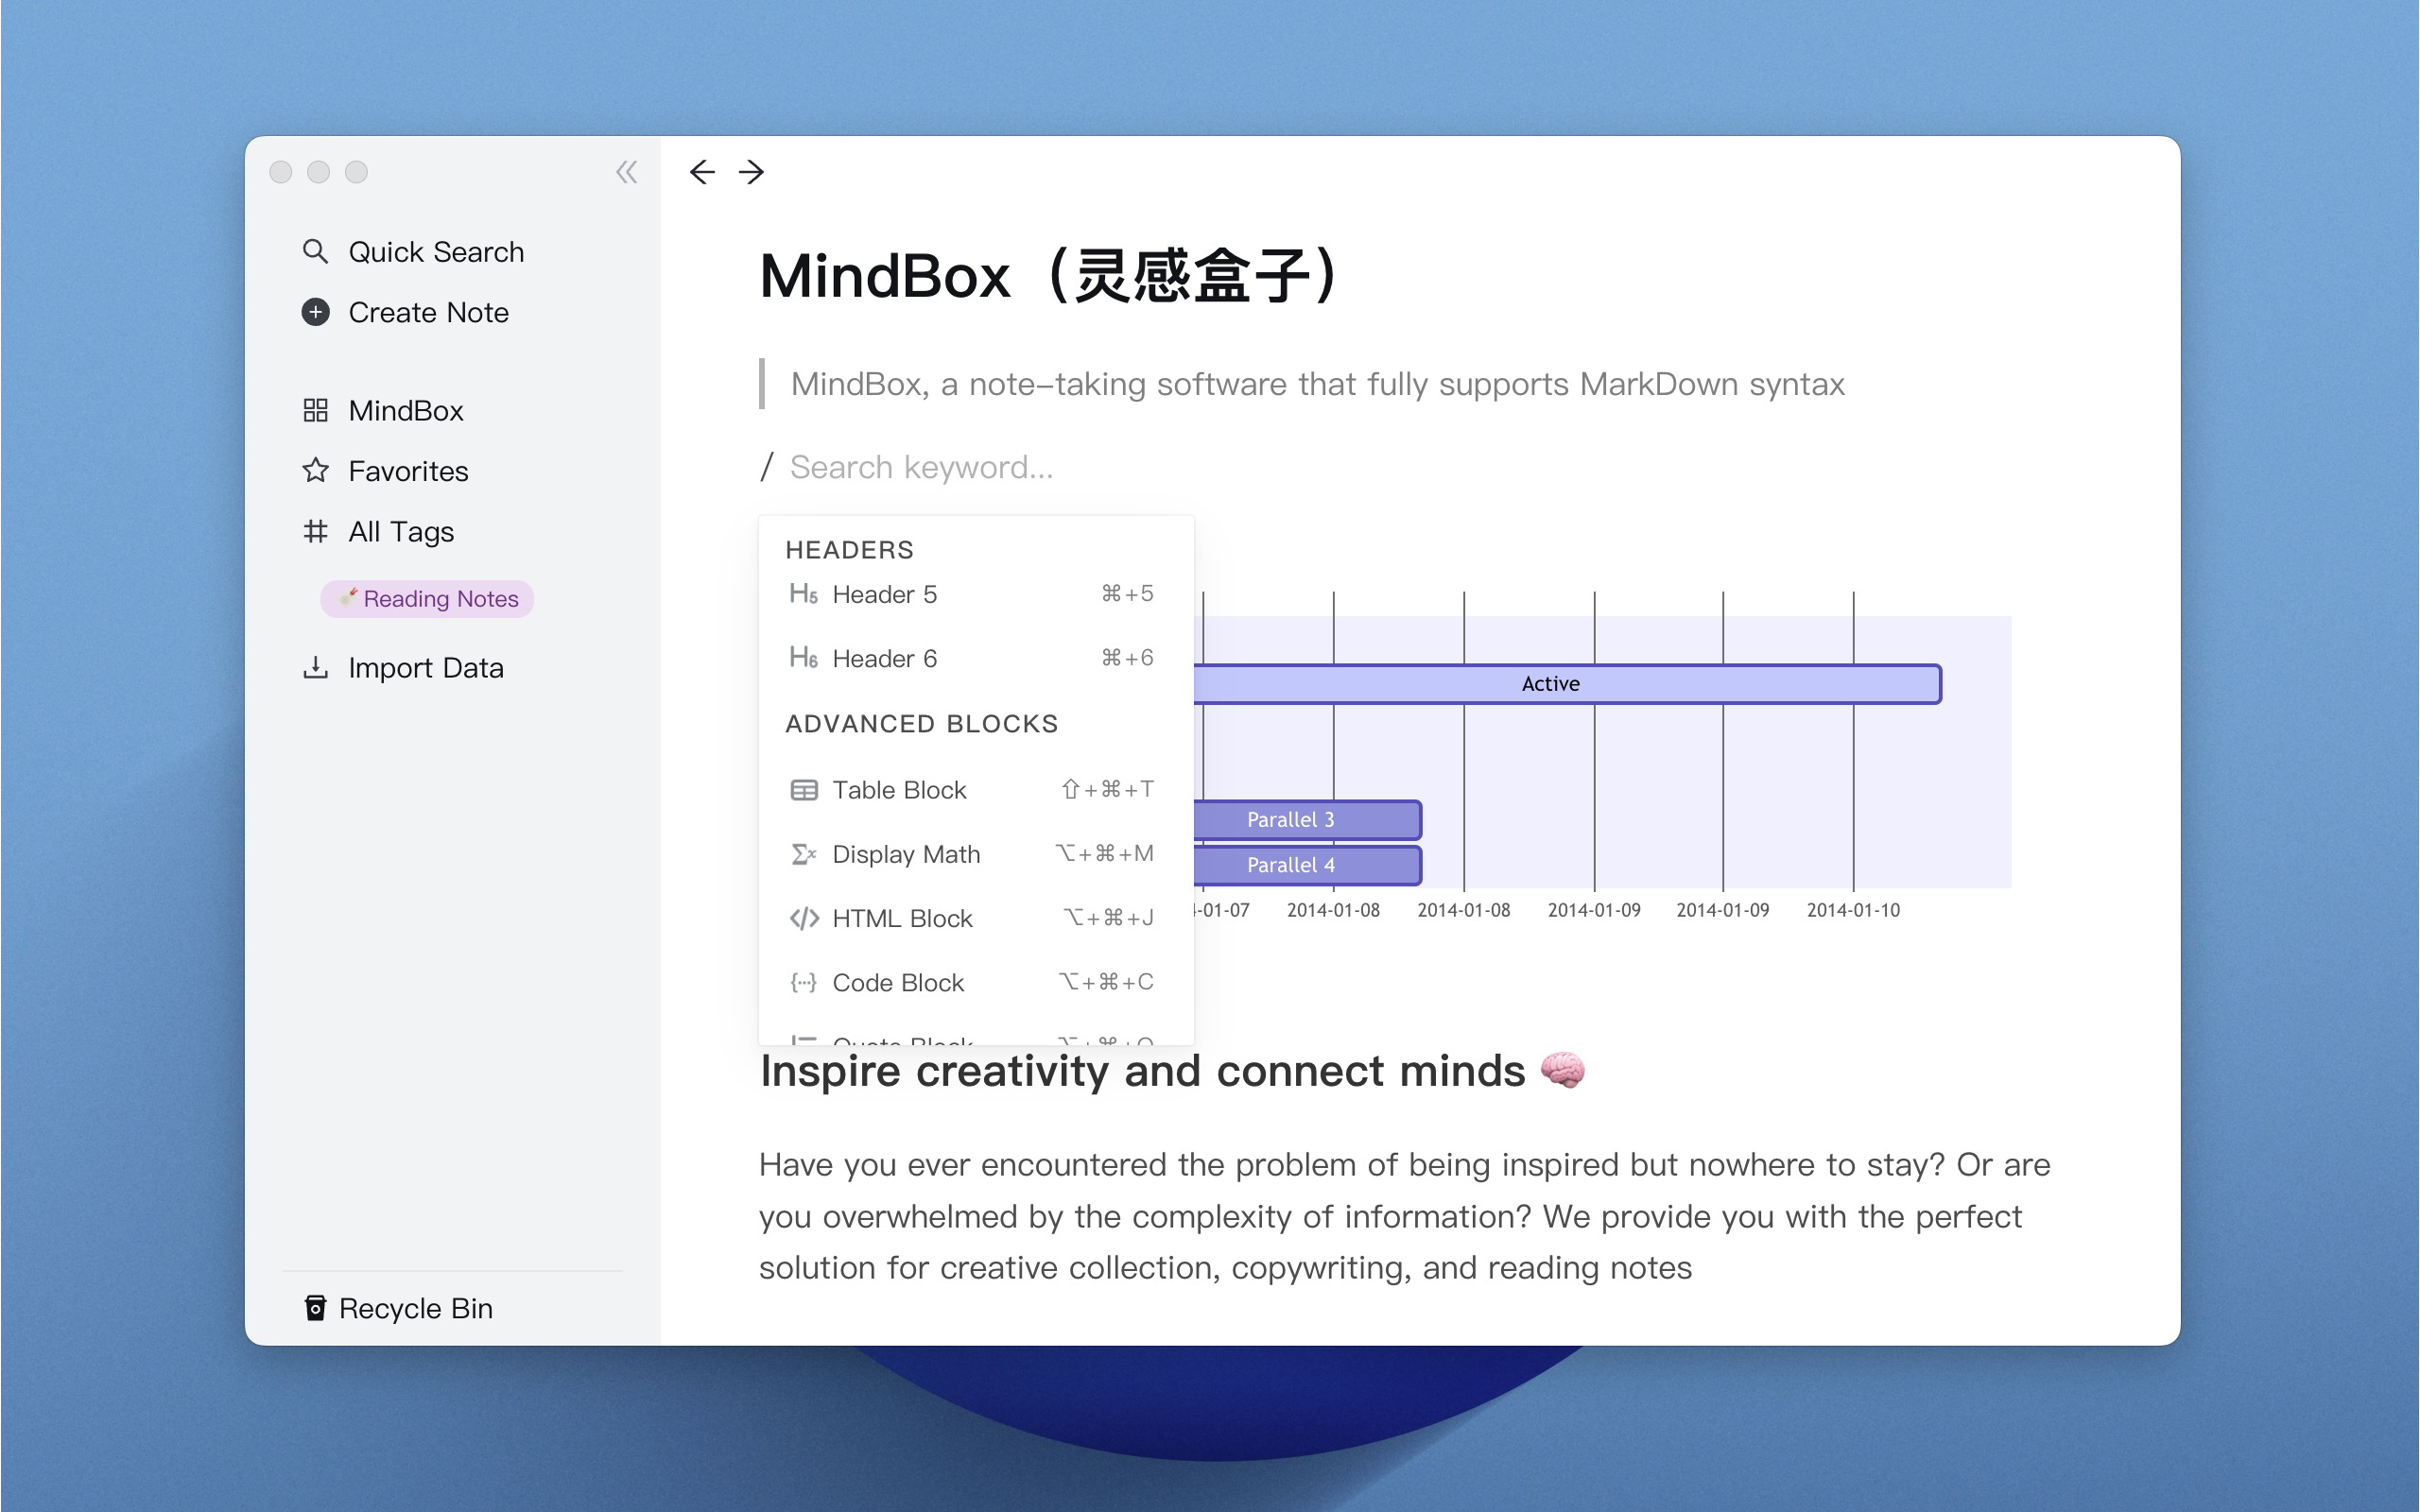 Quick Search
Create Note
MindBox
Favorites
All Tags
Reading Notes
Import Data
Recycle Bin
MindBox（灵感盒子）
MindBox, a note–taking software that fully supports MarkDown syntax
/ Search keyword...
HEADERS
H5 Header 5 ⌘+5
H6 Header 6 ⌘+6
ADVANCED BLOCKS
Table Block ⇧+⌘+T
Display Math ⌥+⌘+M
HTML Block ⌥+⌘+J
Code Block ⌥+⌘+C
Quote Block ⌥+⌘+Q
Active
Parallel 3
Parallel 4
4-01-07 2014-01-08 2014-01-08 2014-01-09 2014-01-09 2014-01-10
Inspire creativity and connect minds 🧠
Have you ever encountered the problem of being inspired but nowhere to stay? Or are
you overwhelmed by the complexity of information? We provide you with the perfect
solution for creative collection, copywriting, and reading notes